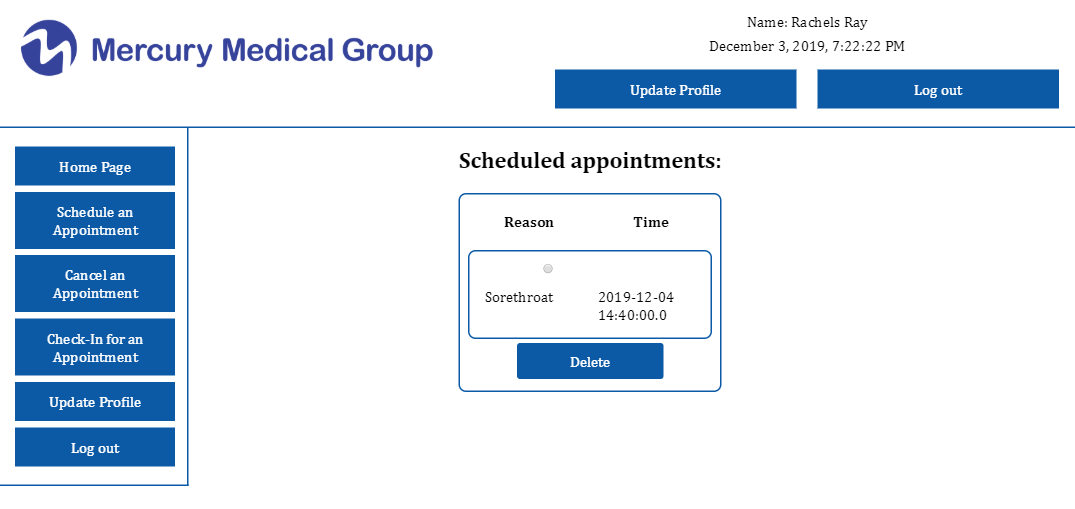 Mercury Medical Group
Name: Rachels Ray
December 3, 2019, 7:22:22 PM
Update Profile
Log out
Home Page
Schedule an
Appointment
Cancel an
Appointment
Check-In for an
Appointment
Update Profile
Log out
Scheduled appointments:
Reason
Time
Sorethroat
2019-12-04
14:40:00.0
Delete